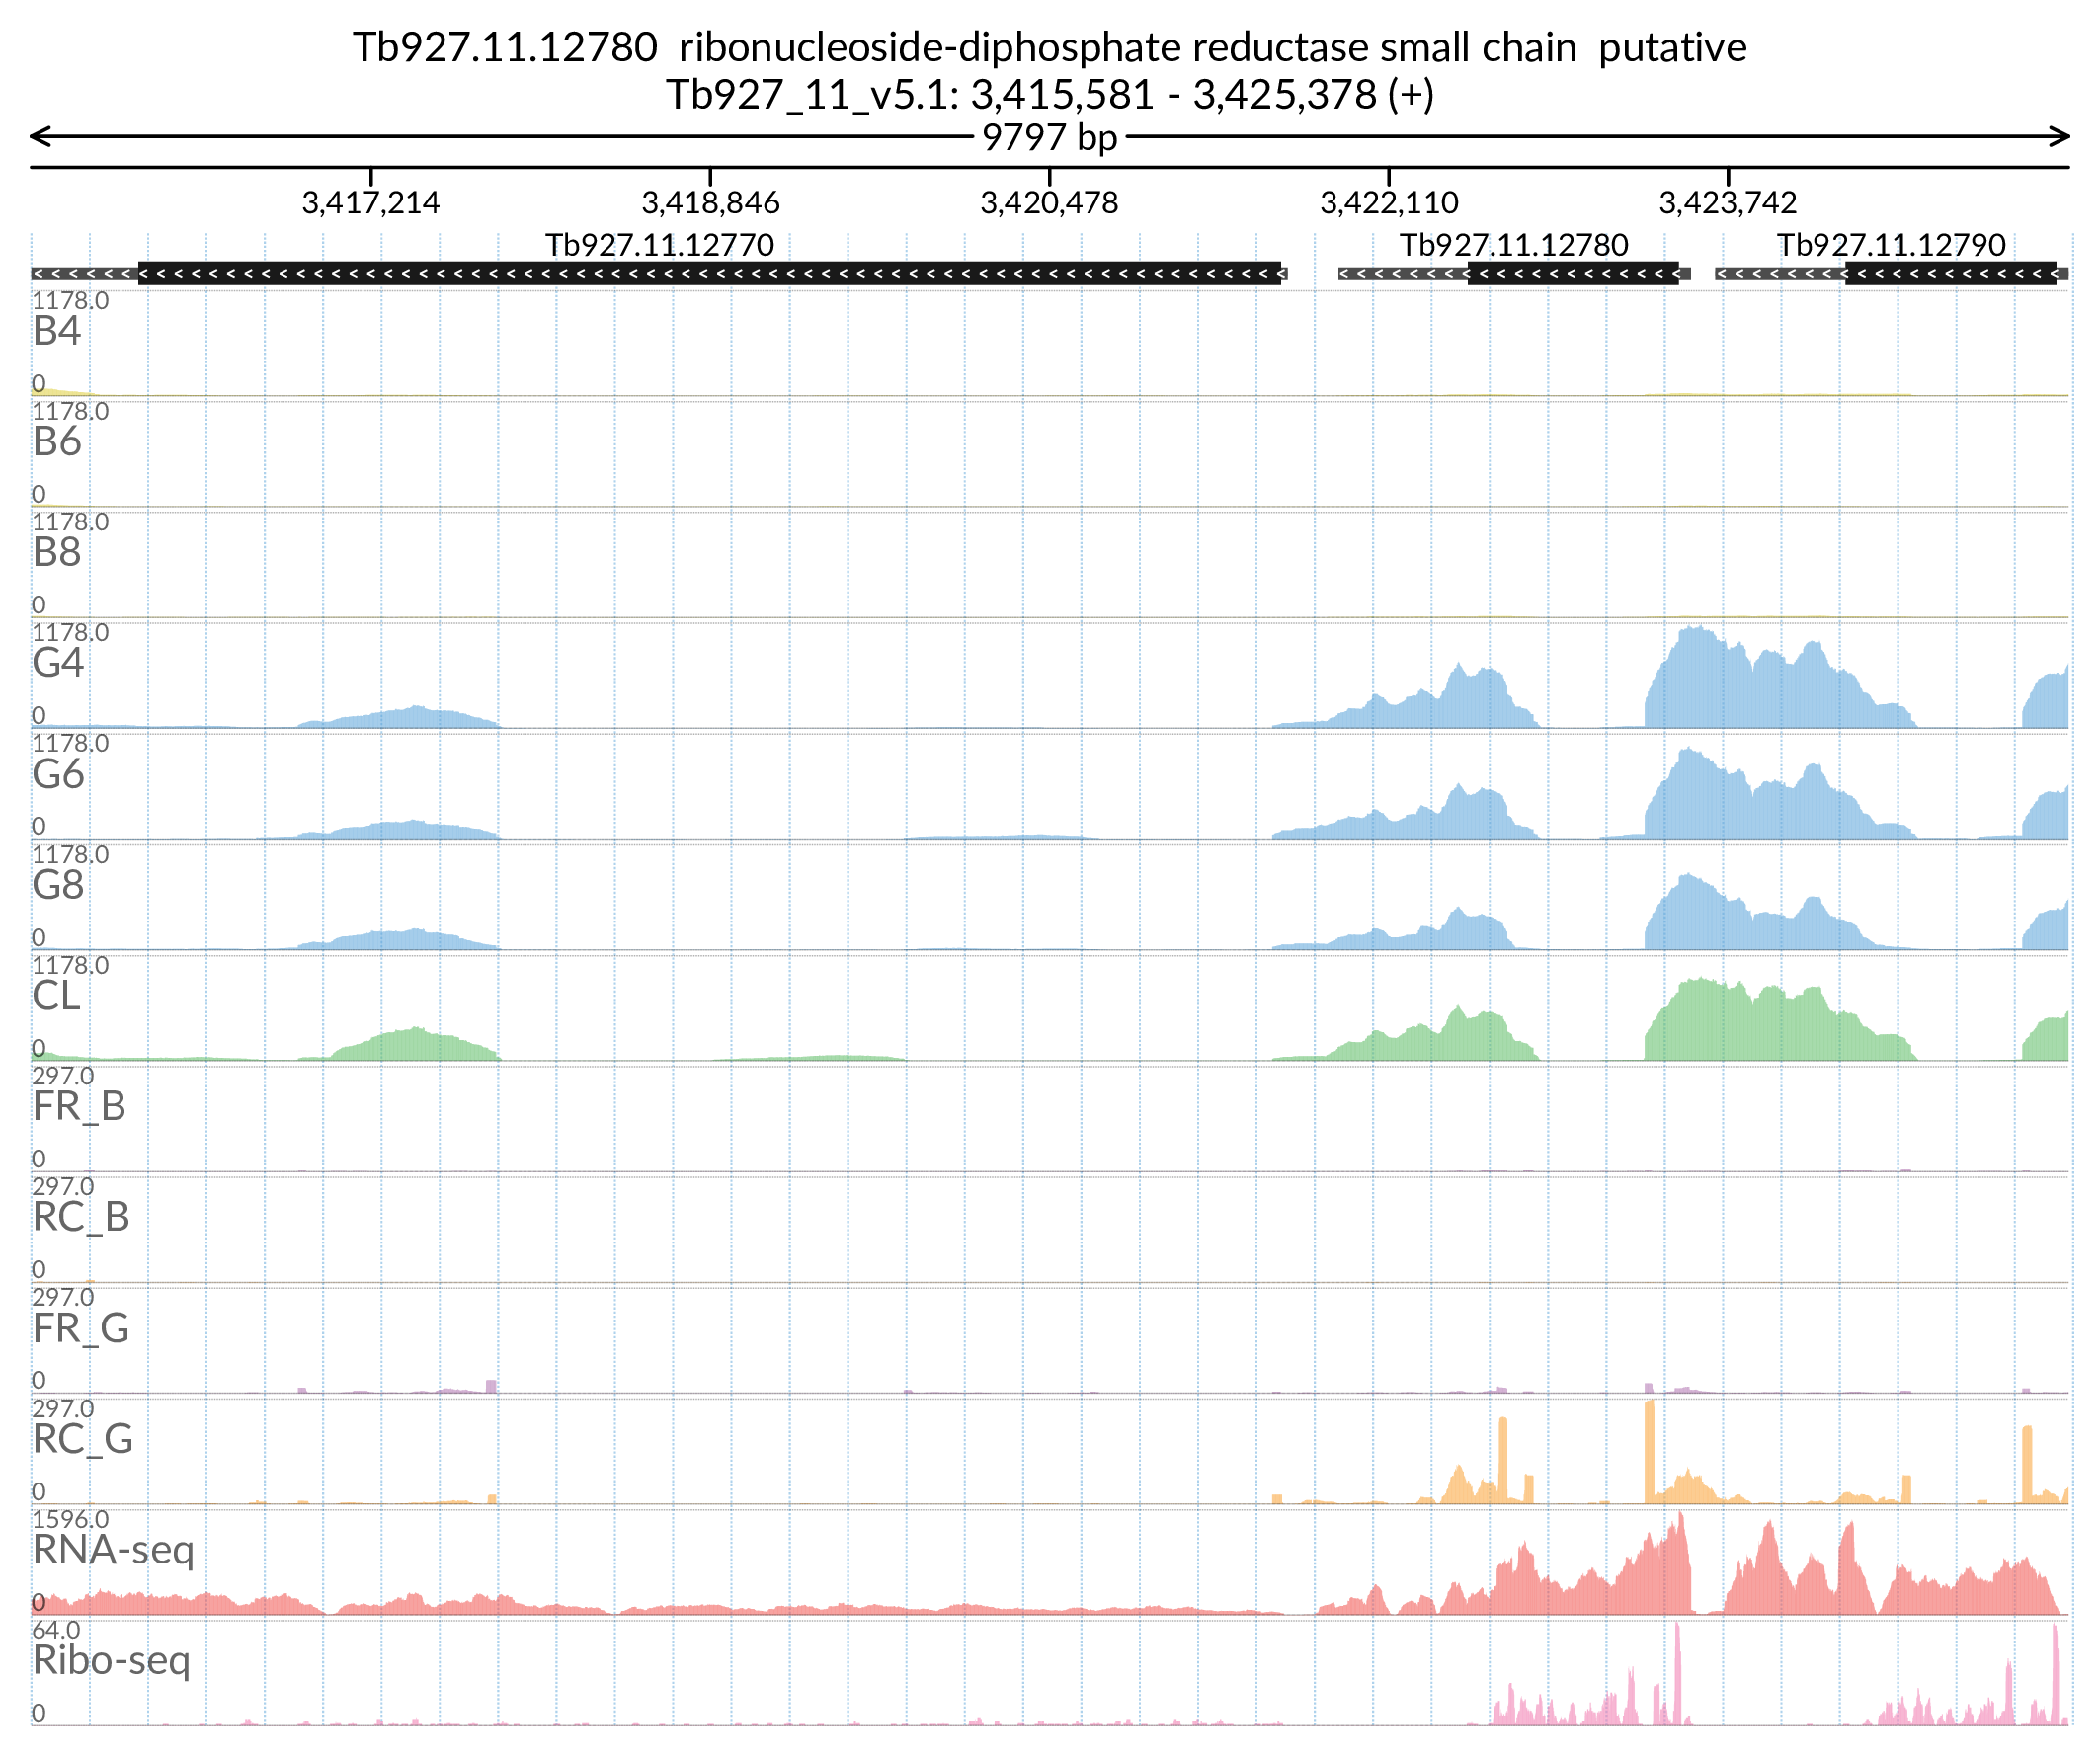 Tb927.11.12780  ribonucleoside-diphosphate reductase small chain  putative
Tb927_11_v5.1: 3,415,581 - 3,425,378 (+)
9797 bp
3,417,214 3,418,846 3,420,478 3,422,110 3,423,742
Tb927.11.12770 Tb927.11.12780 Tb927.11.12790
1178.0
B4
0
1178.0
B6
0
1178.0
B8
0
1178.0
G4
0
1178.0
G6
0
1178.0
G8
0
1178.0
CL
0
297.0
FR_B
0
297.0
RC_B
0
297.0
FR_G
0
297.0
RC_G
0
1596.0
RNA-seq
0
64.0
Ribo-seq
0